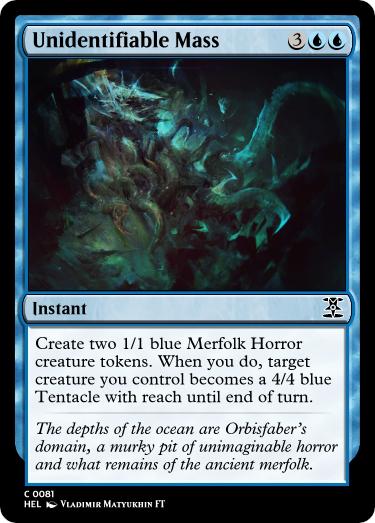 Unidentifiable Mass 3
Instant
Create two 1/1 blue Merfolk Horror
creature tokens. When you do, target
creature you control becomes a 4/4 blue
Tentacle with reach until end of turn.
The depths of the ocean are Orbisfaber's
domain, a murky pit of unimaginable horror
and what remains of the ancient merfolk.
C 0081
HEL Vladimir Matyukhin FT